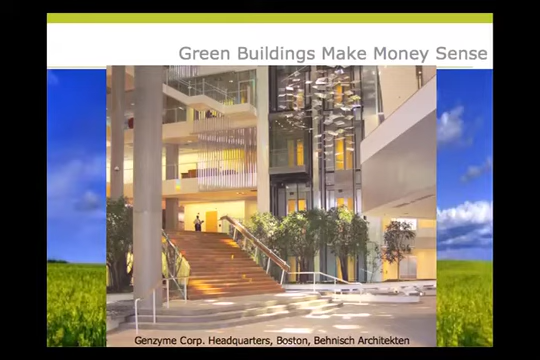 Green Buildings Make Money Sense
Genzyme Corp. Headquarters, Boston, Behnisch Architekten